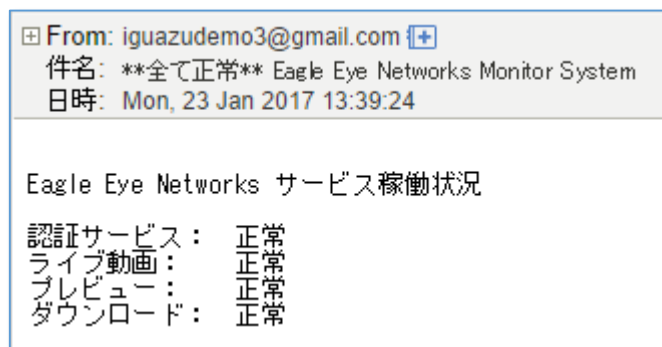 From: iguazudemo3@gmail.com
件名: **全て正常** Eagle Eye Networks Monitor System
日時: Mon, 23 Jan 2017 13:39:24
Eagle Eye Networks サービス稼働状況
認証サービス： 正常
ライブ動画： 正常
プレビュー： 正常
ダウンロード： 正常